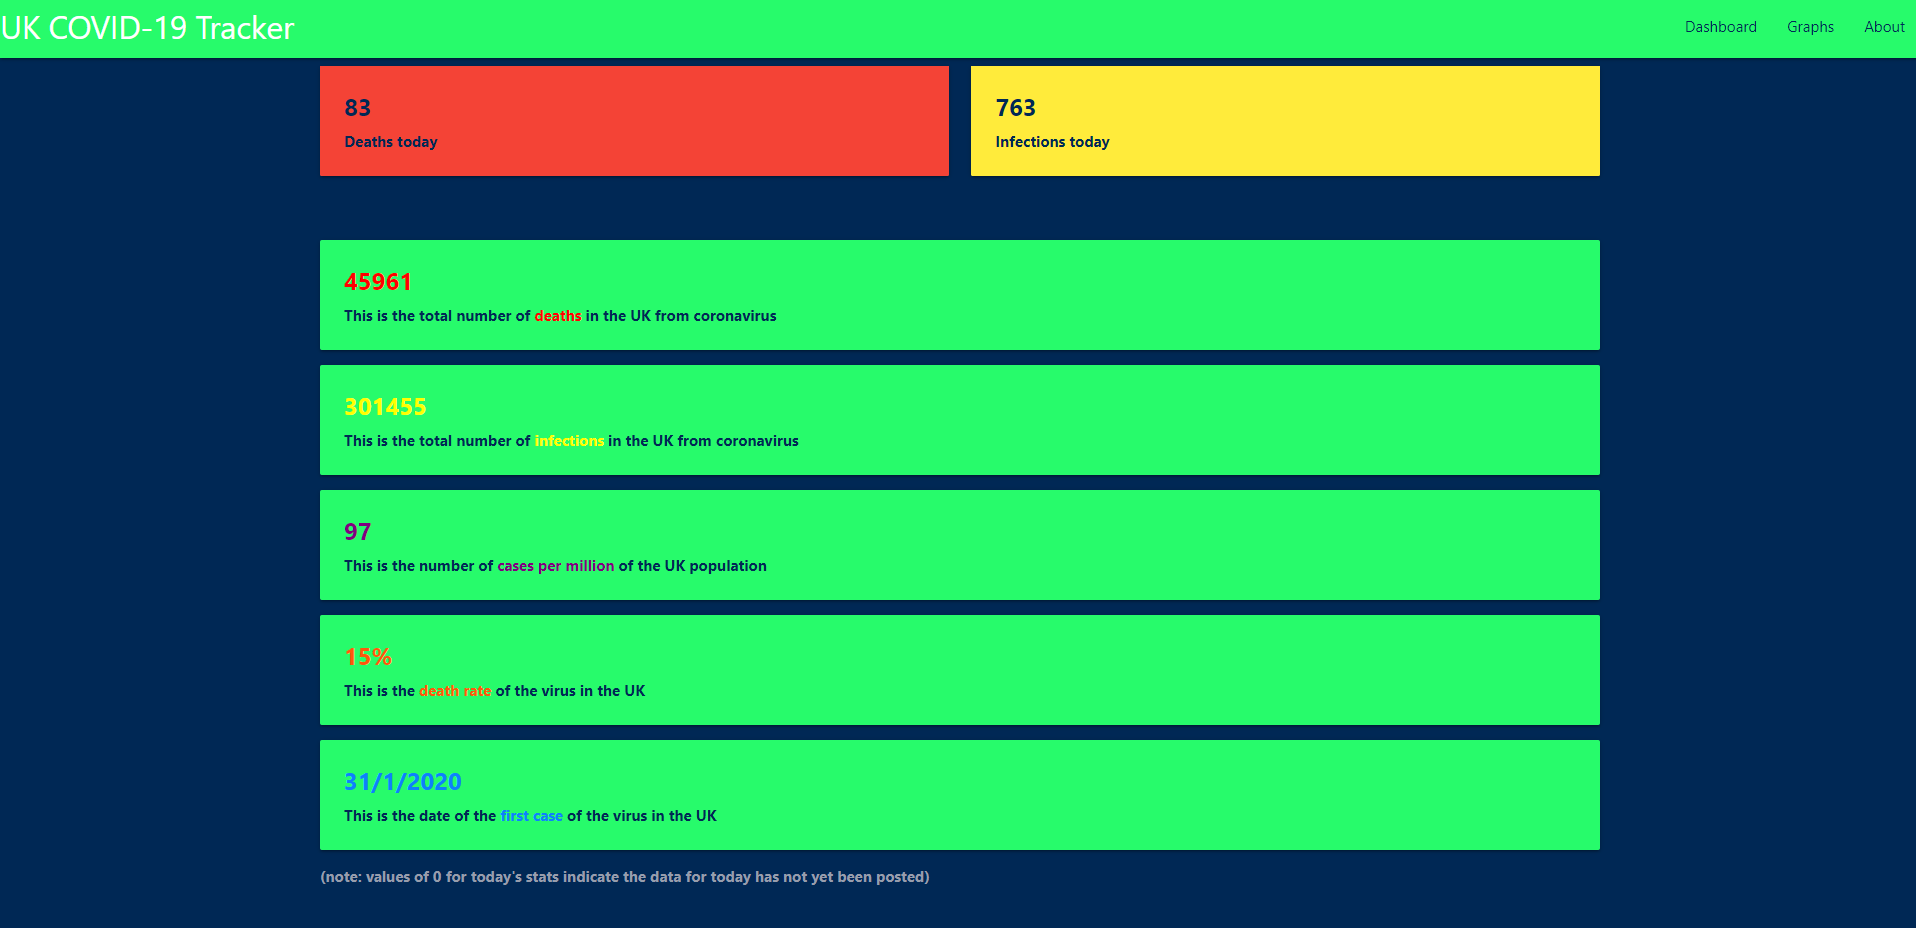 UK COVID-19 Tracker
Dashboard Graphs About
83
Deaths today
763
Infections today
45961
This is the total number of deaths in the UK from coronavirus
301455
This is the total number of infections in the UK from coronavirus
97
This is the number of cases per million of the UK population
15%
This is the death rate of the virus in the UK
31/1/2020
This is the date of the first case of the virus in the UK
(note: values of 0 for today's stats indicate the data for today has not yet been posted)